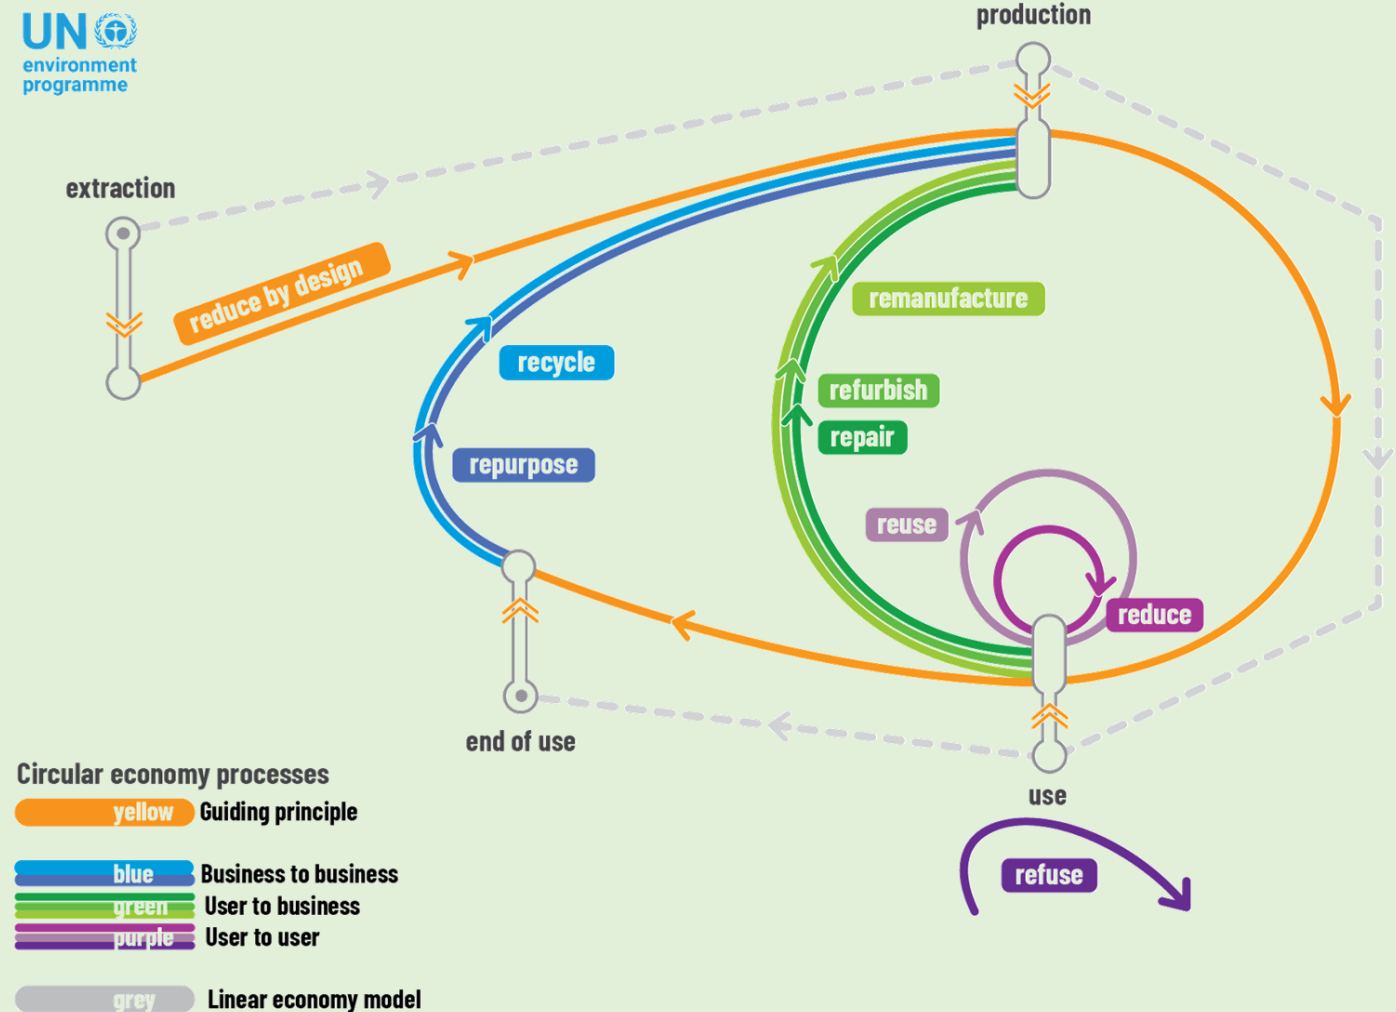 UN
environment
programme
production
extraction
reduce by design
remanufacture
recycle
refurbish
repair
repurpose
reuse
reduce
end of use
use
refuse
Circular economy processes
yellow Guiding principle
blue Business to business
green User to business
purple User to user
grey Linear economy model